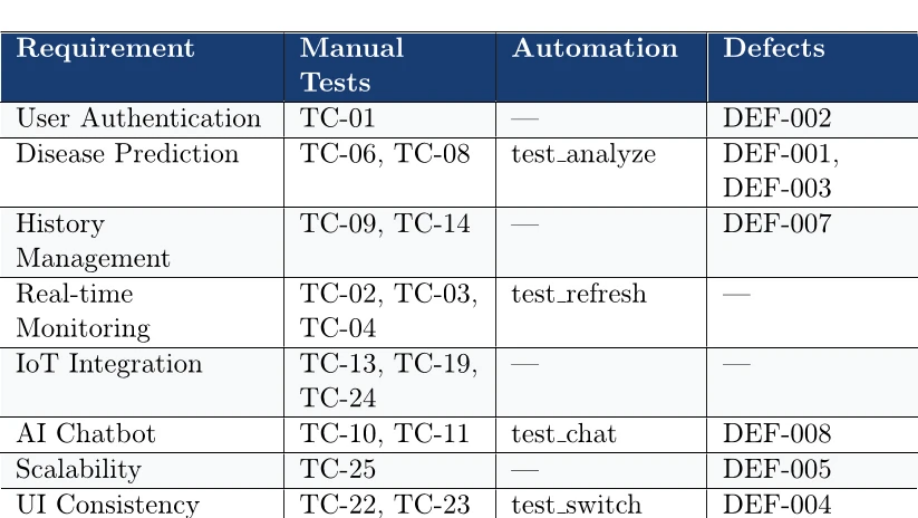 Requirement Manual Tests Automation Defects
User Authentication TC-01 — DEF-002
Disease Prediction TC-06, TC-08 test_analyze DEF-001, DEF-003
History Management TC-09, TC-14 — DEF-007
Real-time Monitoring TC-02, TC-03, TC-04 test_refresh —
IoT Integration TC-13, TC-19, TC-24 — —
AI Chatbot TC-10, TC-11 test_chat DEF-008
Scalability TC-25 — DEF-005
UI Consistency TC-22, TC-23 test_switch DEF-004